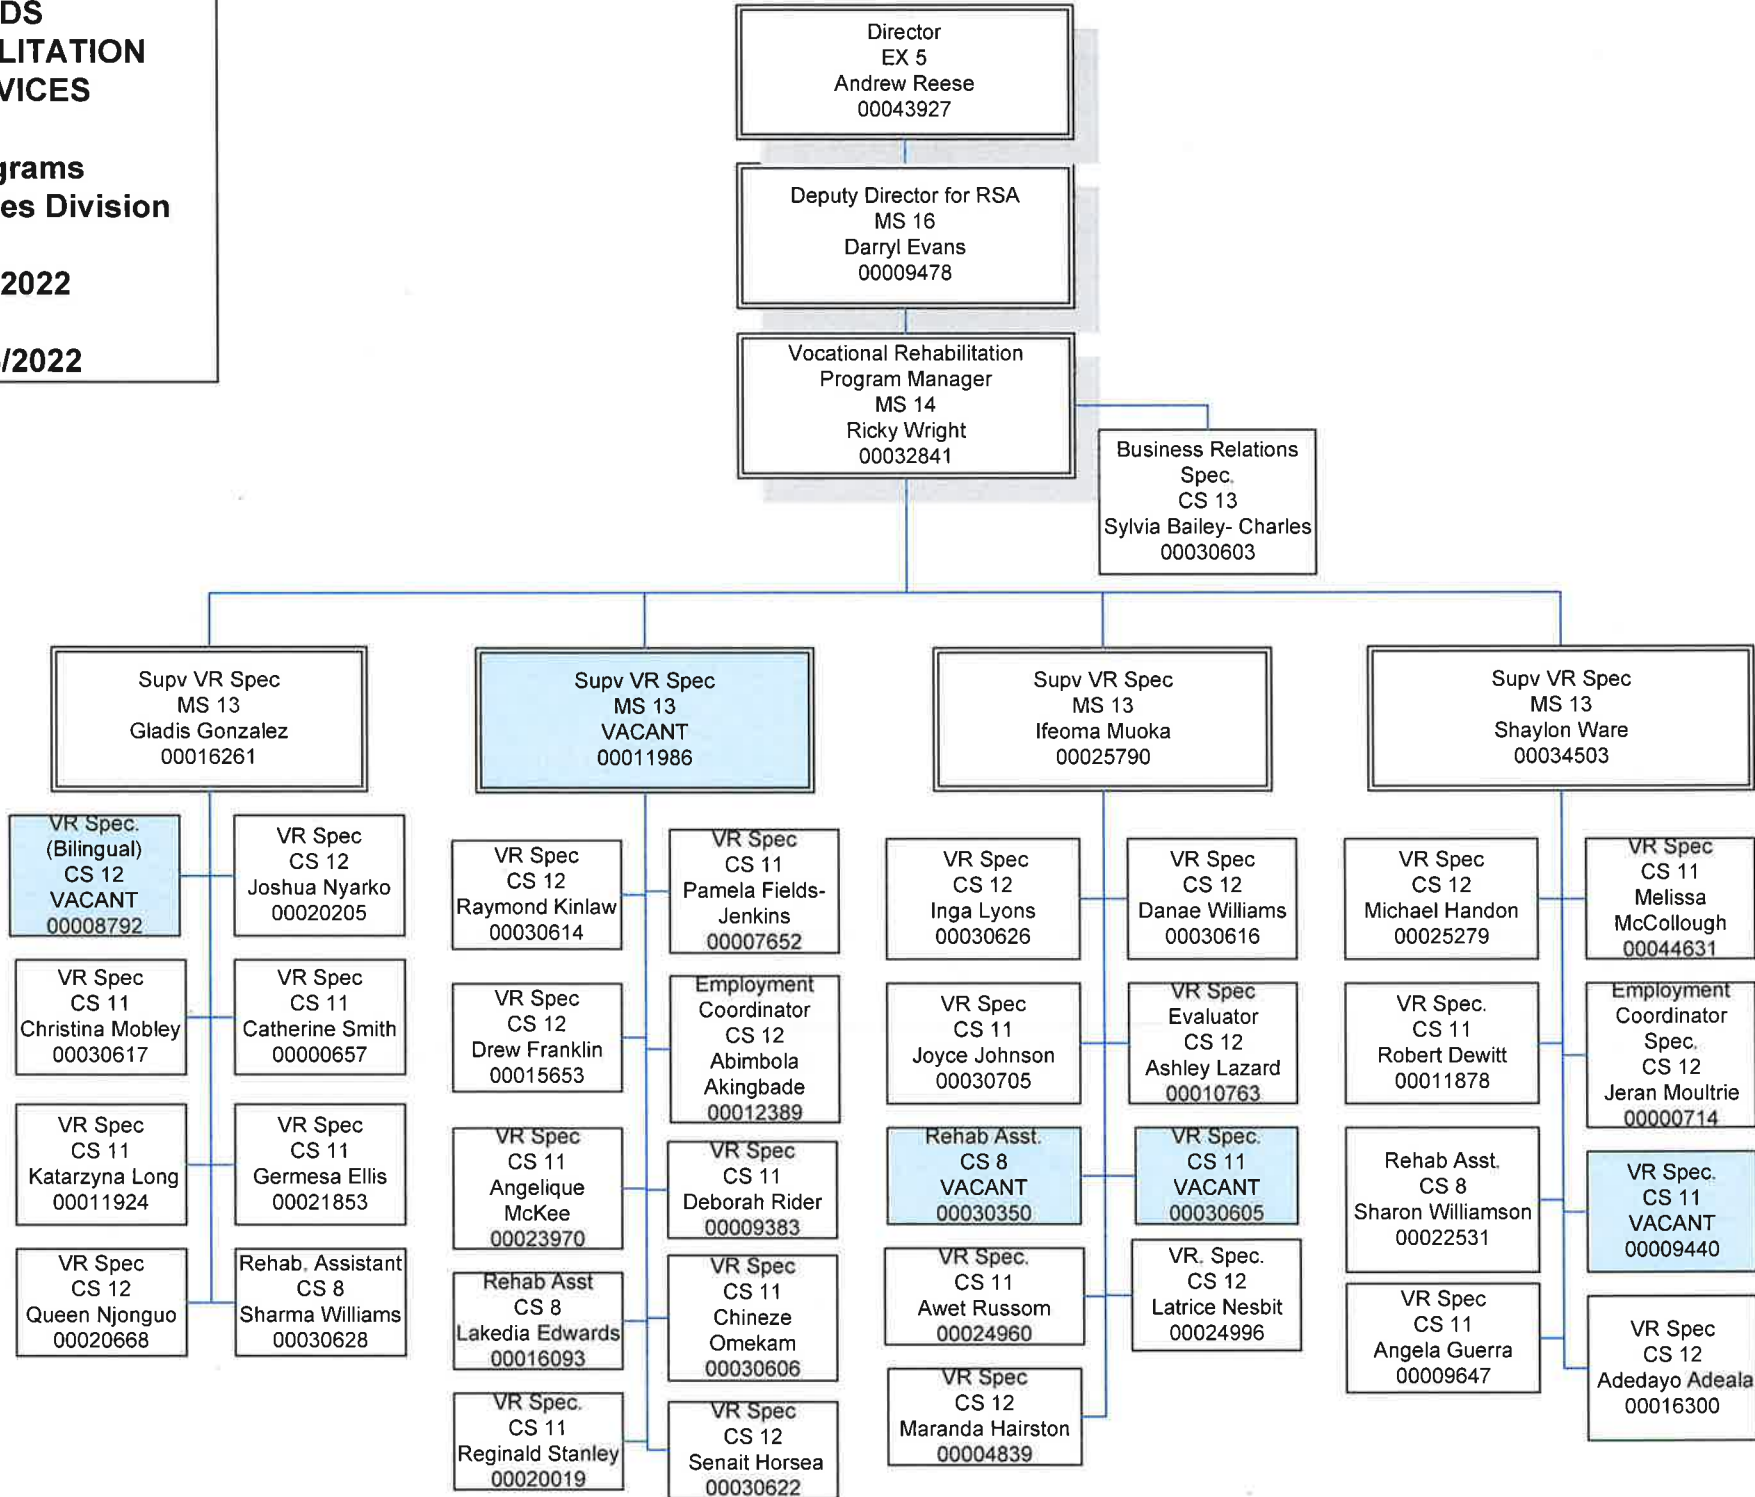 DS
LITATION
VICES
grams
es Division
2022
/2022
Director
EX 5
Andrew Reese
00043927
Deputy Director for RSA
MS 16
Darryl Evans
00009478
Vocational Rehabilitation
Program Manager
MS 14
Ricky Wright
00032841
Business Relations
Spec.
CS 13
Sylvia Bailey- Charles
00030603
Supv VR Spec
MS 13
Gladis Gonzalez
00016261
Supv VR Spec
MS 13
VACANT
00011986
Supv VR Spec
MS 13
Ifeoma Muoka
00025790
Supv VR Spec
MS 13
Shaylon Ware
00034503
VR Spec.
(Bilingual)
CS 12
VACANT
00008792
VR Spec
CS 12
Joshua Nyarko
00020205
VR Spec
CS 11
Christina Mobley
00030617
VR Spec
CS 11
Catherine Smith
00000657
VR Spec
CS 11
Katarzyna Long
00011924
VR Spec
CS 11
Germesa Ellis
00021853
VR Spec
CS 12
Queen Njonguo
00020668
Rehab. Assistant
CS 8
Sharma Williams
00030628
VR Spec
CS 12
Raymond Kinlaw
00030614
VR Spec
CS 11
Pamela Fields-
Jenkins
00007652
VR Spec
CS 12
Drew Franklin
00015653
Employment
Coordinator
CS 12
Abimbola
Akingbade
00012389
VR Spec
CS 11
Angelique
McKee
00023970
VR Spec
CS 11
Deborah Rider
00009383
Rehab Asst
CS 8
Lakedia Edwards
00016093
VR Spec
CS 11
Chineze
Omekam
00030606
VR Spec.
CS 11
Reginald Stanley
00020019
VR Spec
CS 12
Senait Horsea
00030622
VR Spec
CS 12
Inga Lyons
00030626
VR Spec
CS 12
Danae Williams
00030616
VR Spec
CS 11
Joyce Johnson
00030705
VR Spec
Evaluator
CS 12
Ashley Lazard
00010763
Rehab Asst.
CS 8
VACANT
00030350
VR Spec.
CS 11
VACANT
00030605
VR Spec.
CS 11
Awet Russom
00024960
VR. Spec.
CS 12
Latrice Nesbit
00024996
VR Spec
CS 12
Maranda Hairston
00004839
VR Spec
CS 12
Michael Handon
00025279
VR Spec
CS 11
Melissa
McCollough
00044631
VR Spec.
CS 11
Robert Dewitt
00011878
Employment
Coordinator
Spec.
CS 12
Jeran Moultrie
00000714
Rehab Asst.
CS 8
Sharon Williamson
00022531
VR Spec.
CS 11
VACANT
00009440
VR Spec
CS 11
Angela Guerra
00009647
VR Spec
CS 12
Adedayo Adeala
00016300